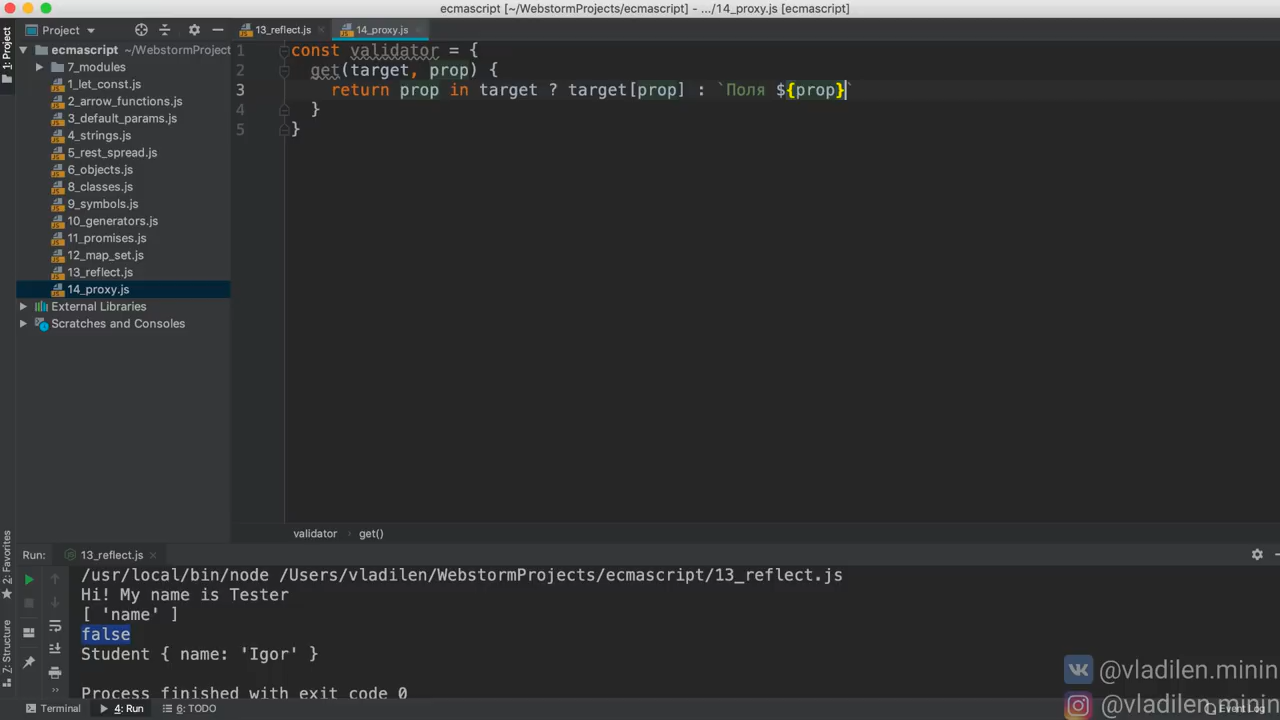 ecmascript [~/WebstormProjects/ecmascript] - .../14_proxy.js [ecmascript]
Project
13_reflect.js
14_proxy.js
1: Project
ecmascript ~/WebstormProject
7_modules
1_let_const.js
2_arrow_functions.js
3_default_params.js
4_strings.js
5_rest_spread.js
6_objects.js
8_classes.js
9_symbols.js
10_generators.js
11_promises.js
12_map_set.js
13_reflect.js
14_proxy.js
External Libraries
Scratches and Consoles
1 const validator = {
2 get(target, prop) {
3 return prop in target ? target[prop] : `Поля ${prop}`
4 }
5 }
validator › get()
2: Favorites
Z: Structure
Run: 13_reflect.js
/usr/local/bin/node /Users/vladilen/WebstormProjects/ecmascript/13_reflect.js
Hi! My name is Tester
[ 'name' ]
false
Student { name: 'Igor' }
Process finished with exit code 0
@vladilen.minin
@vladilen.minin
Terminal
4: Run
6: TODO
Event Log